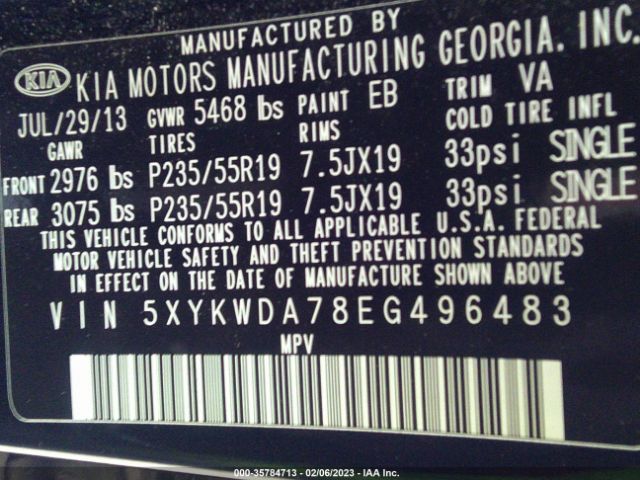 MANUFACTURED BY
KIA KIA MOTORS MANUFACTURING GEORGIA. INC.
JUL/29/13 GVWR 5468 lbs PAINT EB TRIM VA
GAWR TIRES RIMS COLD TIRE INFL
FRONT 2976 lbs P235/55R19 7.5JX19 33psi SINGLE
REAR 3075 lbs P235/55R19 7.5JX19 33psi SINGLE
THIS VEHICLE CONFORMS TO ALL APPLICABLE U.S.A. FEDERAL
MOTOR VEHICLE SAFETY AND THEFT PREVENTION STANDARDS
IN EFFECT ON THE DATE OF MANUFACTURE SHOWN ABOVE
VIN 5XYKWDA78EG496483
MPV
000-35784713 - 02/06/2023 - IAA Inc.